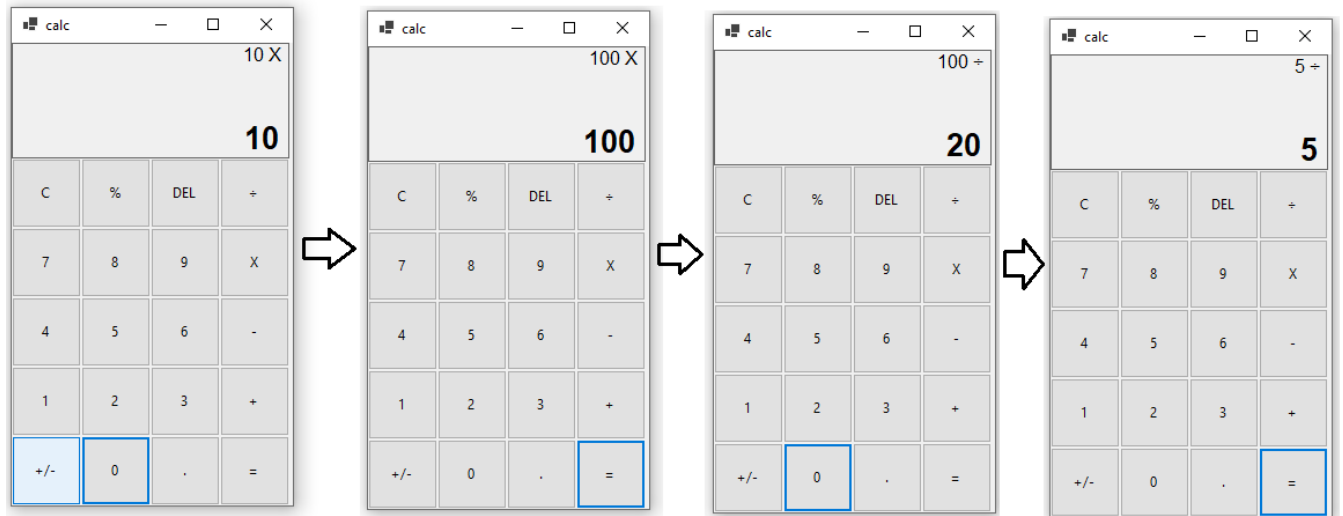 calc
10 X
10
C % DEL ÷
7 8 9 X
4 5 6 -
1 2 3 +
+/- 0 . =
calc
100 X
100
C % DEL ÷
7 8 9 X
4 5 6 -
1 2 3 +
+/- 0 . =
calc
100 ÷
20
C % DEL ÷
7 8 9 X
4 5 6 -
1 2 3 +
+/- 0 . =
calc
5 ÷
5
C % DEL ÷
7 8 9 X
4 5 6 -
1 2 3 +
+/- 0 . =